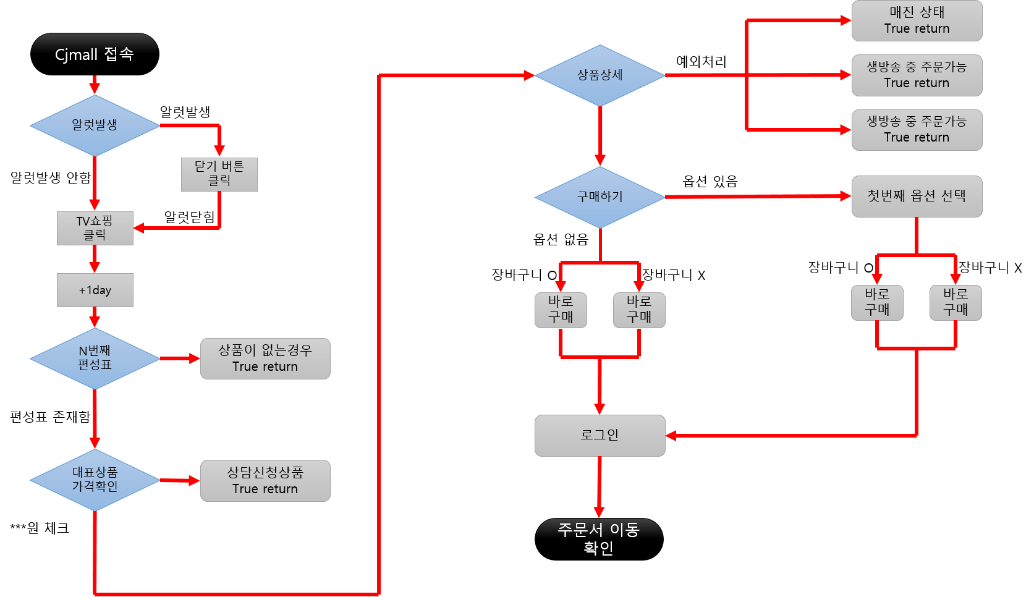 Cjmall 접속
알럿발생
알럿발생
닫기 버튼
클릭
알럿발생 안함
알럿닫힘
TV쇼핑
클릭
+1day
N번째
편성표
상품이 없는경우
True return
편성표 존재함
대표상품
가격확인
상담신청상품
True return
***원 체크
상품상세
예외처리
매진 상태
True return
생방송 중 주문가능
True return
생방송 중 주문가능
True return
구매하기
옵션 있음
첫번째 옵션 선택
옵션 없음
장바구니 O
장바구니 X
바로
구매
바로
구매
장바구니 O
장바구니 X
바로
구매
바로
구매
로그인
주문서 이동
확인